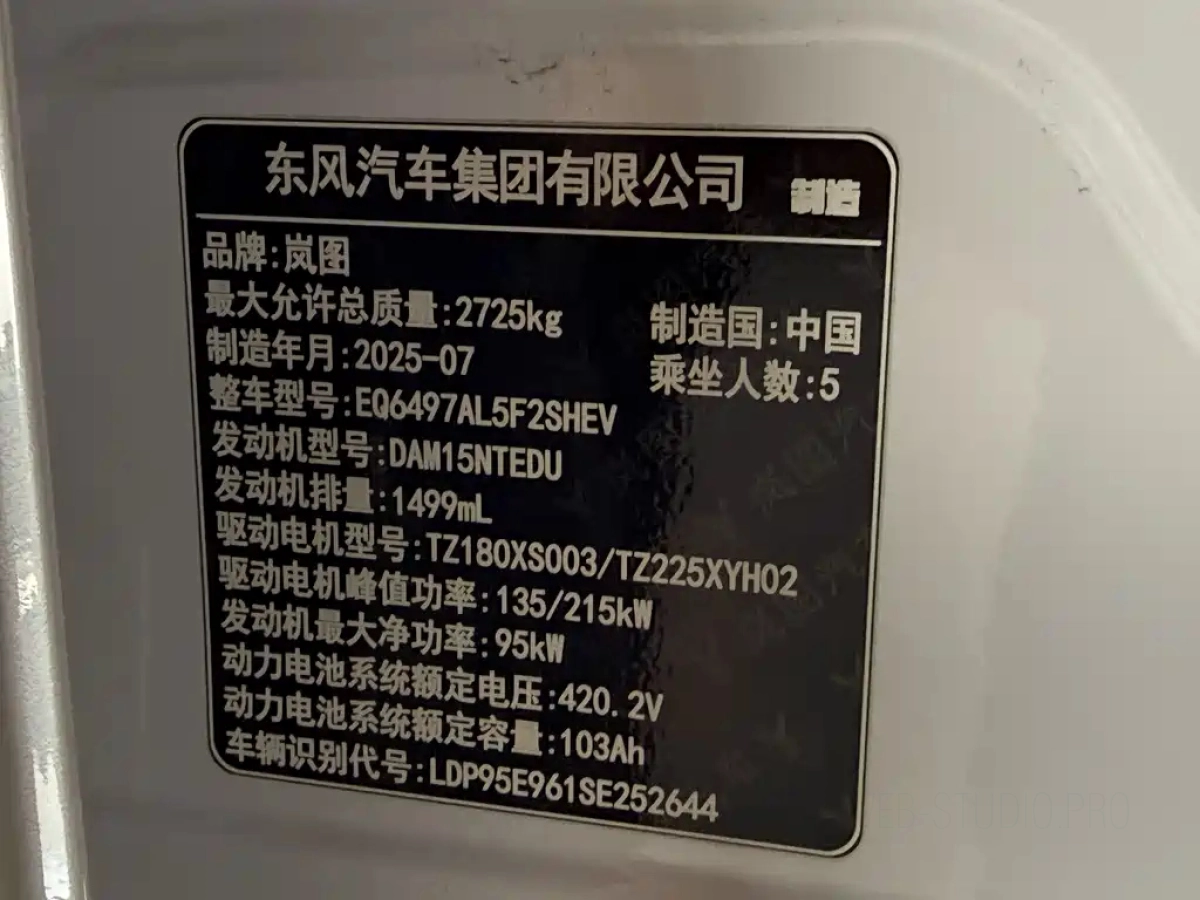 东风汽车集团有限公司 制造
品牌:岚图
最大允许总质量:2725kg 制造国:中国
制造年月:2025-07 乘坐人数:5
整车型号:EQ6497AL5F2SHEV
发动机型号:DAM15NTEDU
发动机排量:1499mL
驱动电机型号:TZ180XS003/TZ225XYH02
驱动电机峰值功率:135/215kW
发动机最大净功率:95kW
动力电池系统额定电压:420.2V
动力电池系统额定容量:103Ah
车辆识别代号:LDP95E961SE252644